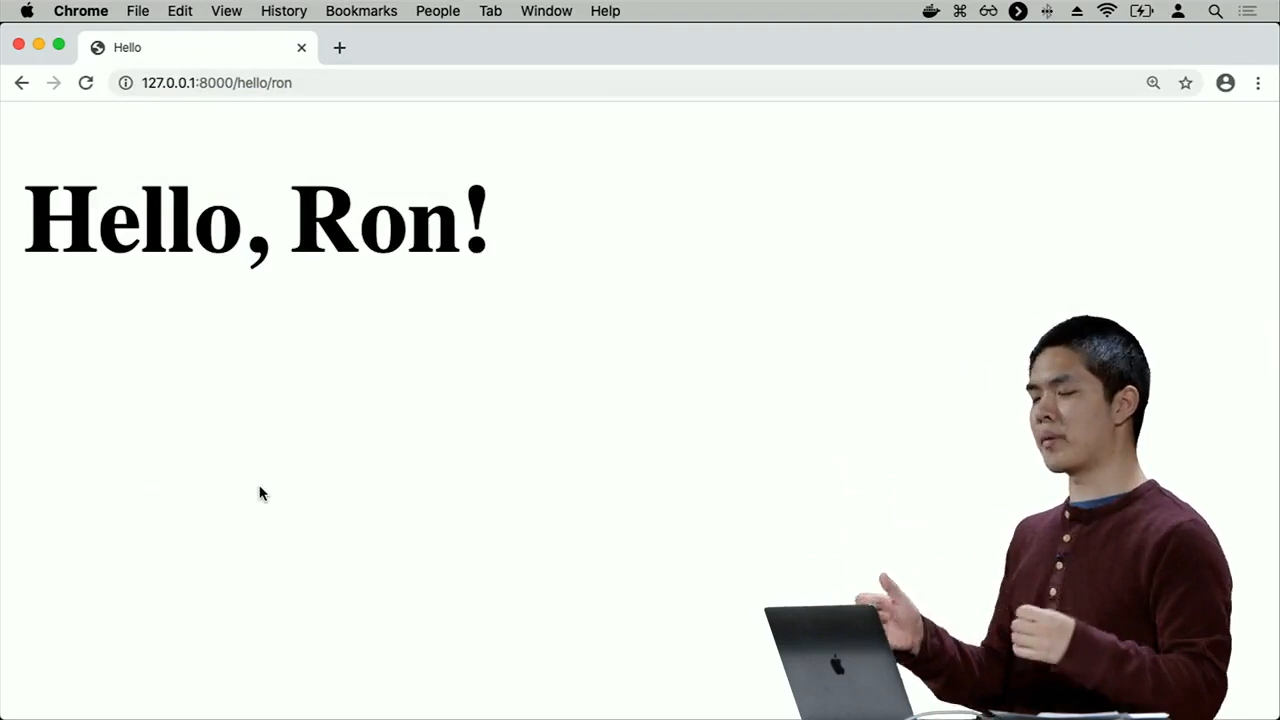 Chrome File Edit View History Bookmarks People Tab Window Help
Hello
127.0.0.1:8000/hello/ron
Hello, Ron!